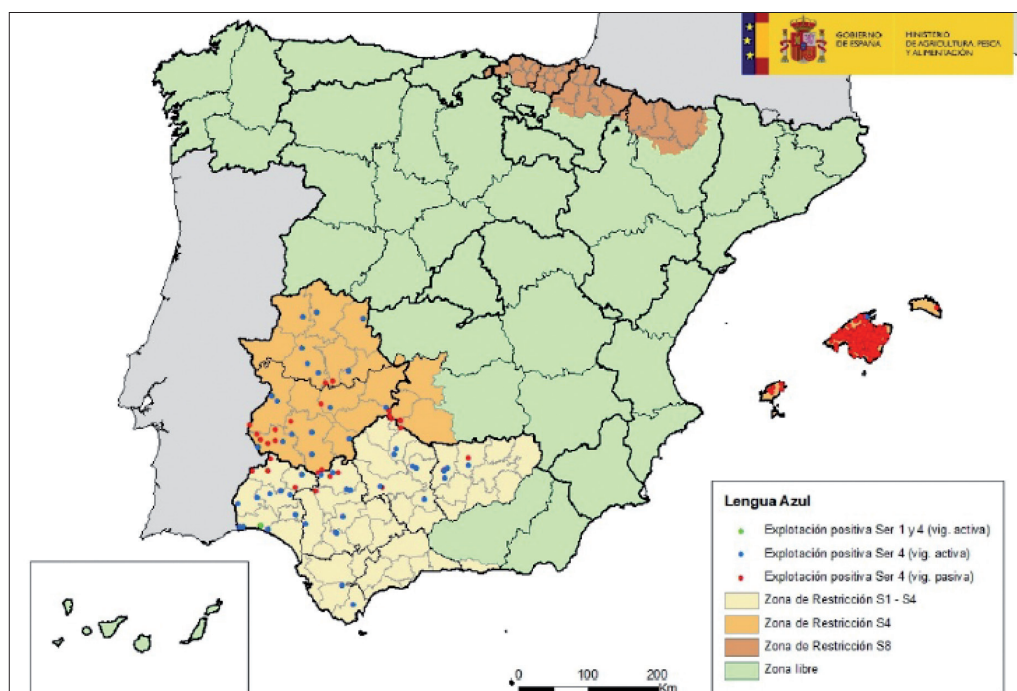 GOBIERNO
DE ESPAÑA
MINISTERIO
DE AGRICULTURA, PESCA
Y ALIMENTACIÓN
Lengua Azul
Explotación positiva Ser 1 y 4 (vig. activa)
Explotación positiva Ser 4 (vig. activa)
Explotación positiva Ser 4 (vig. pasiva)
Zona de Restricción S1 - S4
Zona de Restricción S4
Zona de Restricción S8
Zona libre
0 100 200
Km